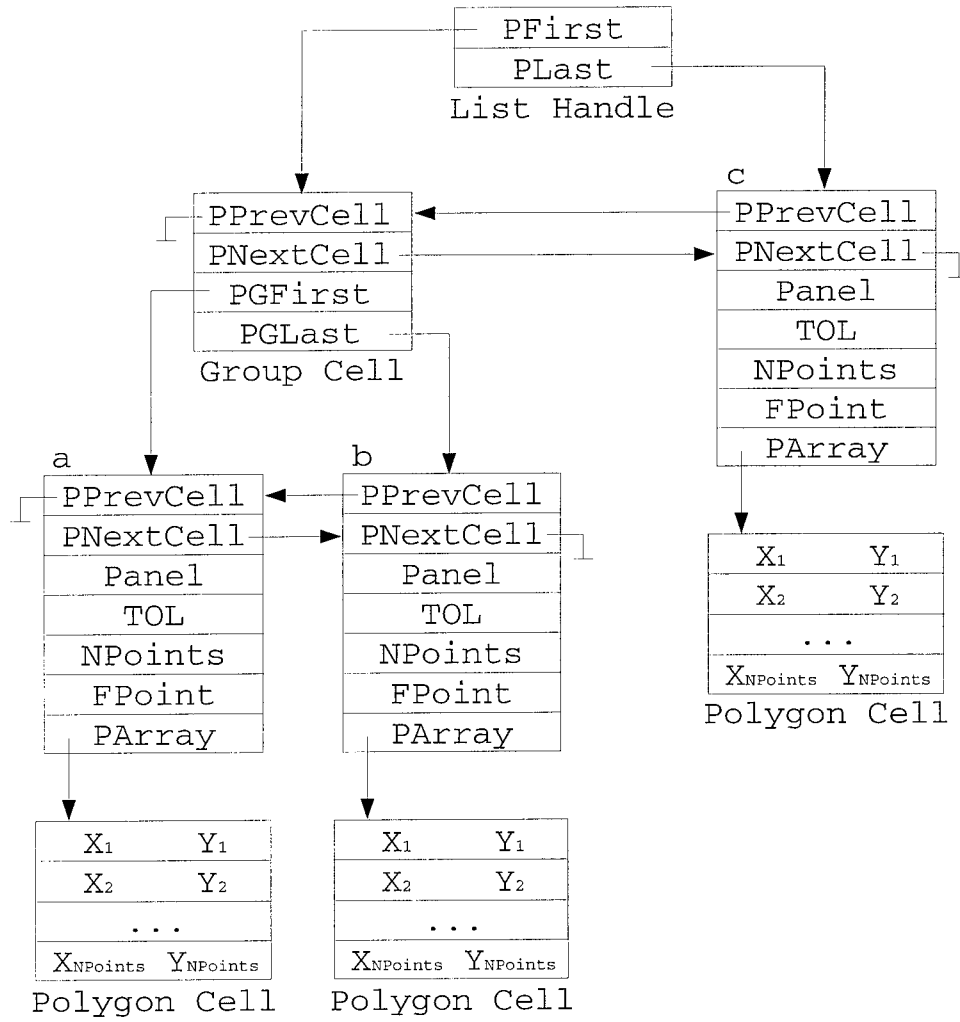 PFirst
PLast
List Handle
PPrevCell
PNextCell
PGFirst
PGLast
Group Cell
c
PPrevCell
PNextCell
Panel
TOL
NPoints
FPoint
PArray
X1 Y1
X2 Y2
...
XNPoints YNPoints
Polygon Cell
a
PPrevCell
PNextCell
Panel
TOL
NPoints
FPoint
PArray
X1 Y1
X2 Y2
...
XNPoints YNPoints
Polygon Cell
b
PPrevCell
PNextCell
Panel
TOL
NPoints
FPoint
PArray
X1 Y1
X2 Y2
...
XNPoints YNPoints
Polygon Cell